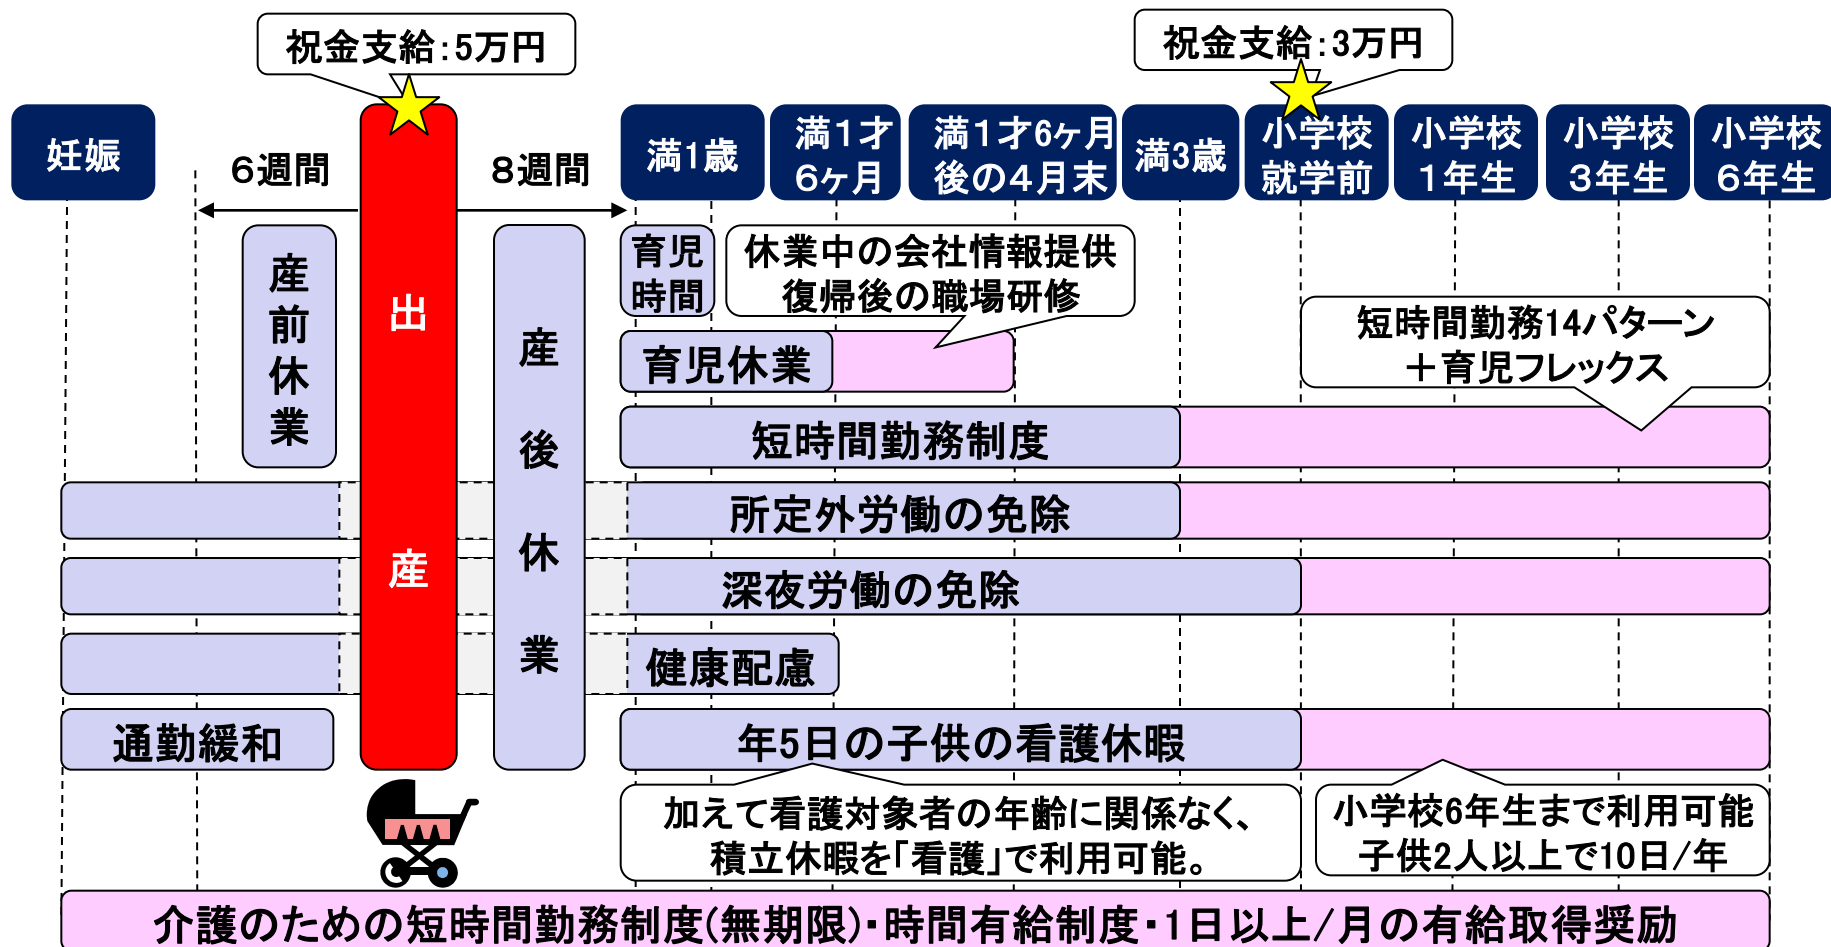 祝金支給：5万円
祝金支給：3万円
妊娠
6週間
8週間
満1歳
満１才
6ヶ月
満１才6ヶ月
後の4月末
満3歳
小学校
就学前
小学校
1年生
小学校
3年生
小学校
6年生
産前休業
出産
産後休業
育児
時間
休業中の会社情報提供
復帰後の職場研修
育児休業
短時間勤務14パターン
＋育児フレックス
短時間勤務制度
所定外労働の免除
深夜労働の免除
健康配慮
通勤緩和
年5日の子供の看護休暇
加えて看護対象者の年齢に関係なく、
積立休暇を「看護」で利用可能。
小学校6年生まで利用可能
子供2人以上で10日/年
介護のための短時間勤務制度(無期限)・時間有給制度・1日以上/月の有給取得奨励